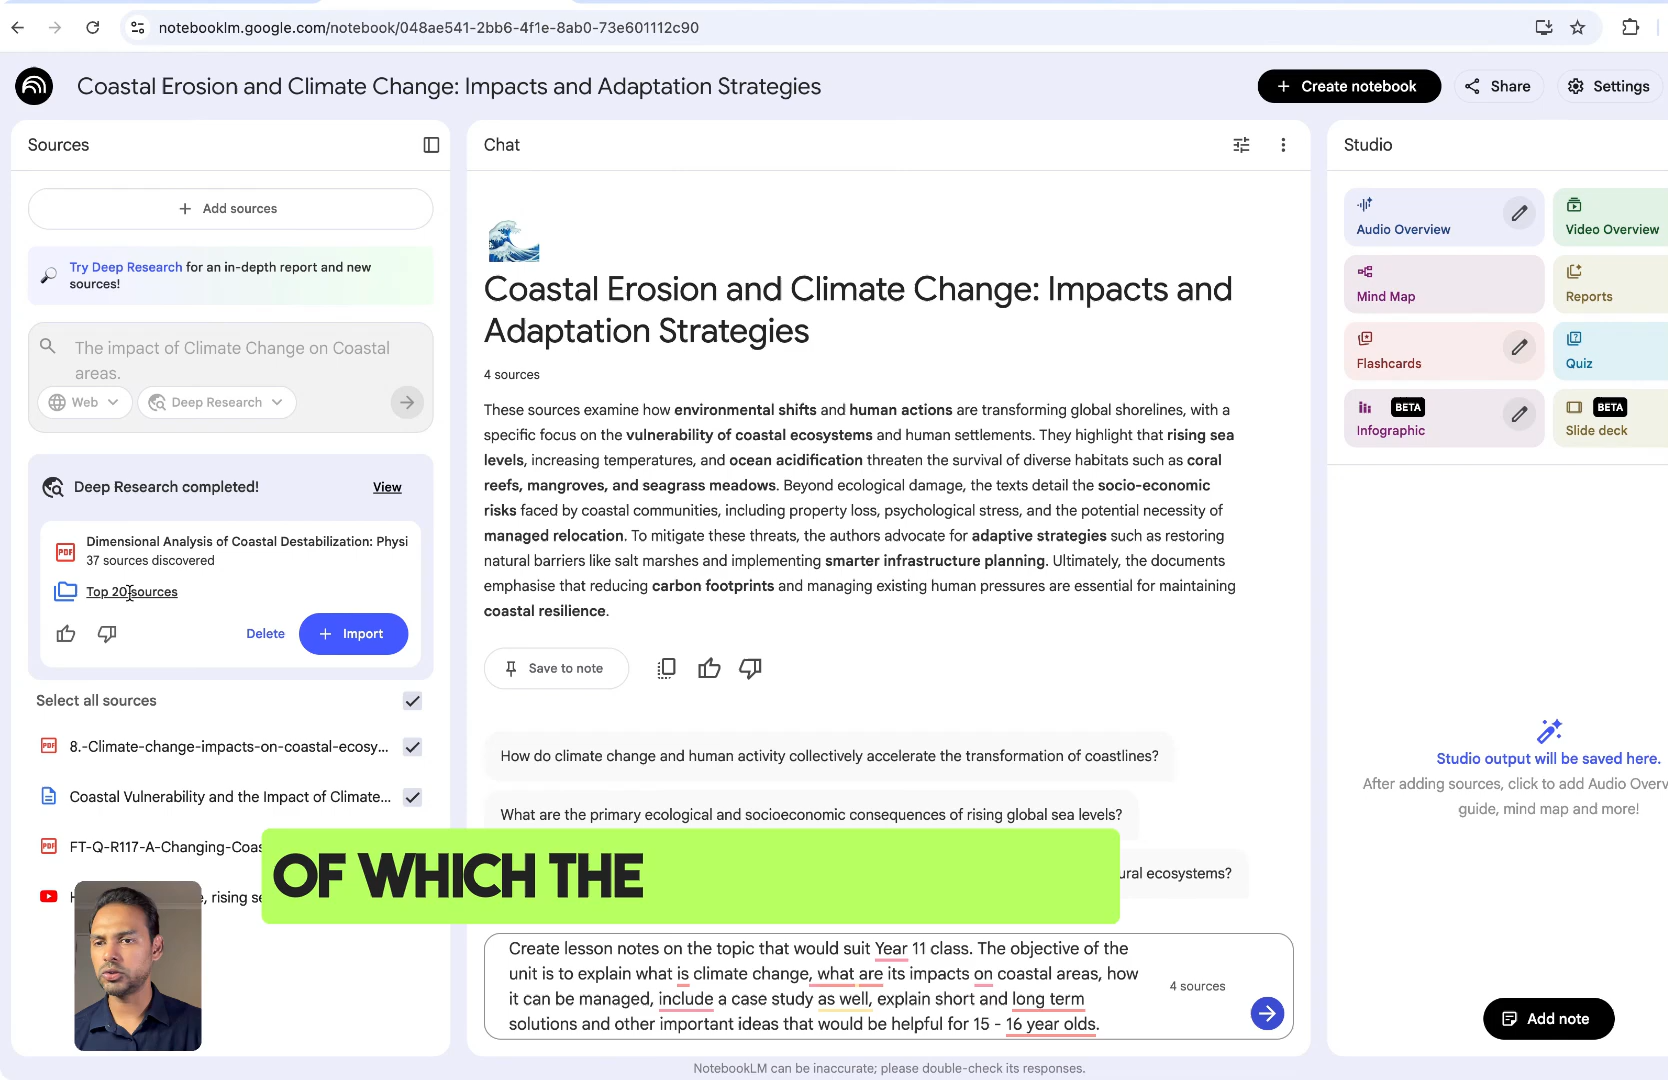 notebooklm.google.com/notebook/048ae541-2bb6-4f1e-8ab0-73e601112c90
Coastal Erosion and Climate Change: Impacts and Adaptation Strategies
Create notebook
Share
Settings
Sources
Add sources
Try Deep Research for an in-depth report and new
sources!
The impact of Climate Change on Coastal
areas.
Web
Deep Research
Deep Research completed!
View
PDF
Dimensional Analysis of Coastal Destabilization: Physi
37 sources discovered
Top 20 sources
Delete
Import
Select all sources
PDF
8.-Climate-change-impacts-on-coastal-ecosy...
Coastal Vulnerability and the Impact of Climate...
PDF
FT-Q-R117-A-Changing-Coas
, rising se
Chat
Coastal Erosion and Climate Change: Impacts and
Adaptation Strategies
4 sources
These sources examine how environmental shifts and human actions are transforming global shorelines, with a
specific focus on the vulnerability of coastal ecosystems and human settlements. They highlight that rising sea
levels, increasing temperatures, and ocean acidification threaten the survival of diverse habitats such as coral
reefs, mangroves, and seagrass meadows. Beyond ecological damage, the texts detail the socio-economic
risks faced by coastal communities, including property loss, psychological stress, and the potential necessity of
managed relocation. To mitigate these threats, the authors advocate for adaptive strategies such as restoring
natural barriers like salt marshes and implementing smarter infrastructure planning. Ultimately, the documents
emphasise that reducing carbon footprints and managing existing human pressures are essential for maintaining
coastal resilience.
Save to note
How do climate change and human activity collectively accelerate the transformation of coastlines?
What are the primary ecological and socioeconomic consequences of rising global sea levels?
ural ecosystems?
OF WHICH THE
Create lesson notes on the topic that would suit Year 11 class. The objective of the
unit is to explain what is climate change, what are its impacts on coastal areas, how
it can be managed, include a case study as well, explain short and long term
solutions and other important ideas that would be helpful for 15 - 16 year olds.
4 sources
NotebookLM can be inaccurate; please double-check its responses.
Studio
Audio Overview
Video Overview
Mind Map
Reports
Flashcards
Quiz
BETA
Infographic
BETA
Slide deck
Studio output will be saved here.
After adding sources, click to add Audio Overv
guide, mind map and more!
Add note